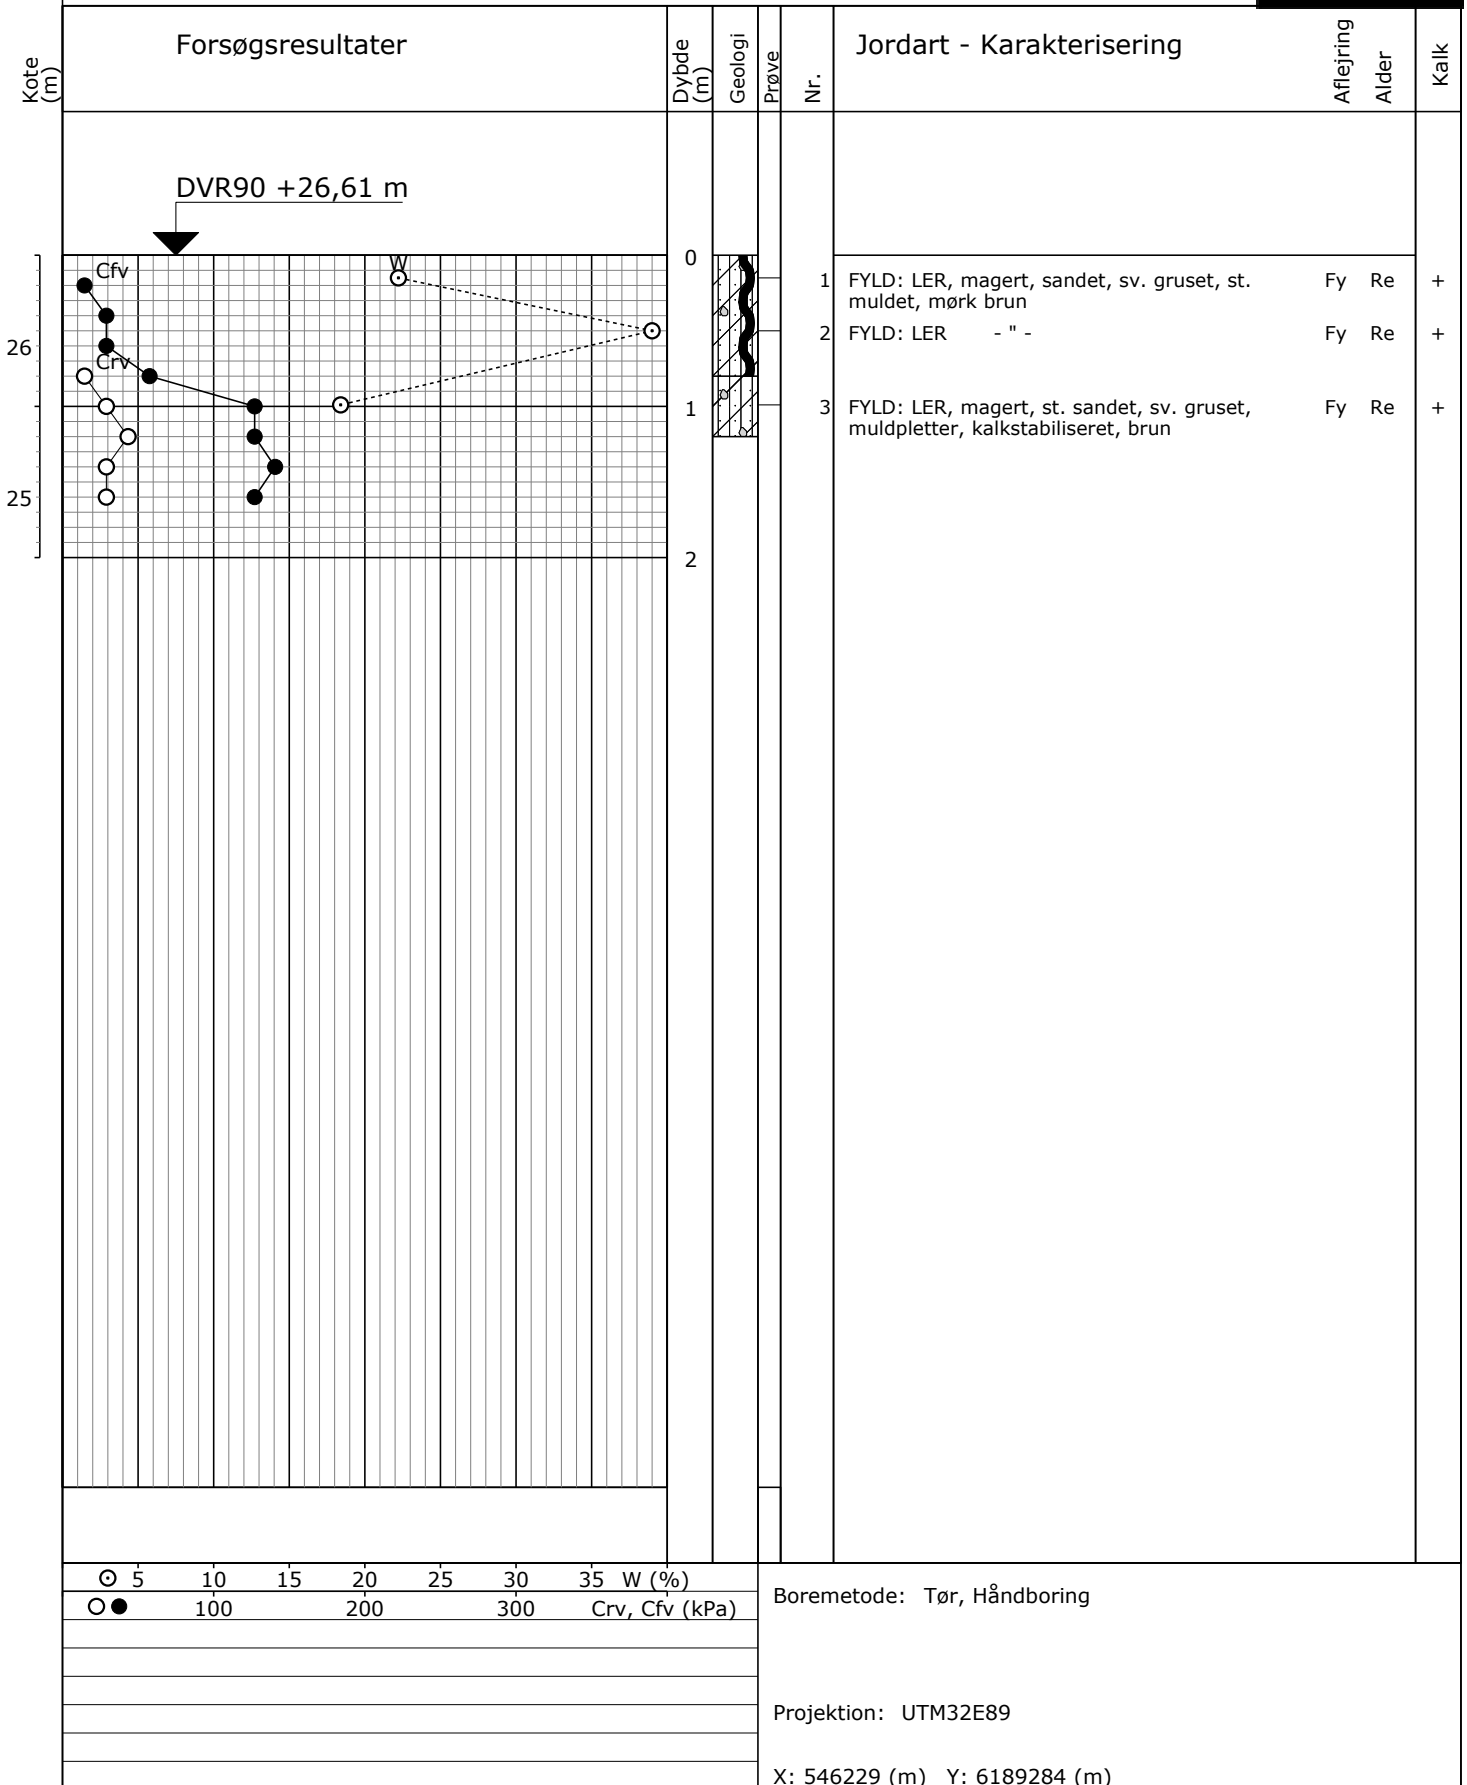 Kote (m)
Forsøgsresultater
Dybde (m)
Geologi
Prøve
Nr.
Jordart - Karakterisering
Aflejring
Alder
Kalk
DVR90 +26,61 m
0
W
Cfv
1 FYLD: LER, magert, sandet, sv. gruset, st. Fy Re +
muldet, mørk brun
2 FYLD: LER - " - Fy Re +
26
Crv
1
3 FYLD: LER, magert, st. sandet, sv. gruset, Fy Re +
muldpletter, kalkstabiliseret, brun
25
2
5 10 15 20 25 30 35 W (%)
100 200 300 Crv, Cfv (kPa)
Boremetode: Tør, Håndboring
Projektion: UTM32E89
X: 546229 (m) Y: 6189284 (m)